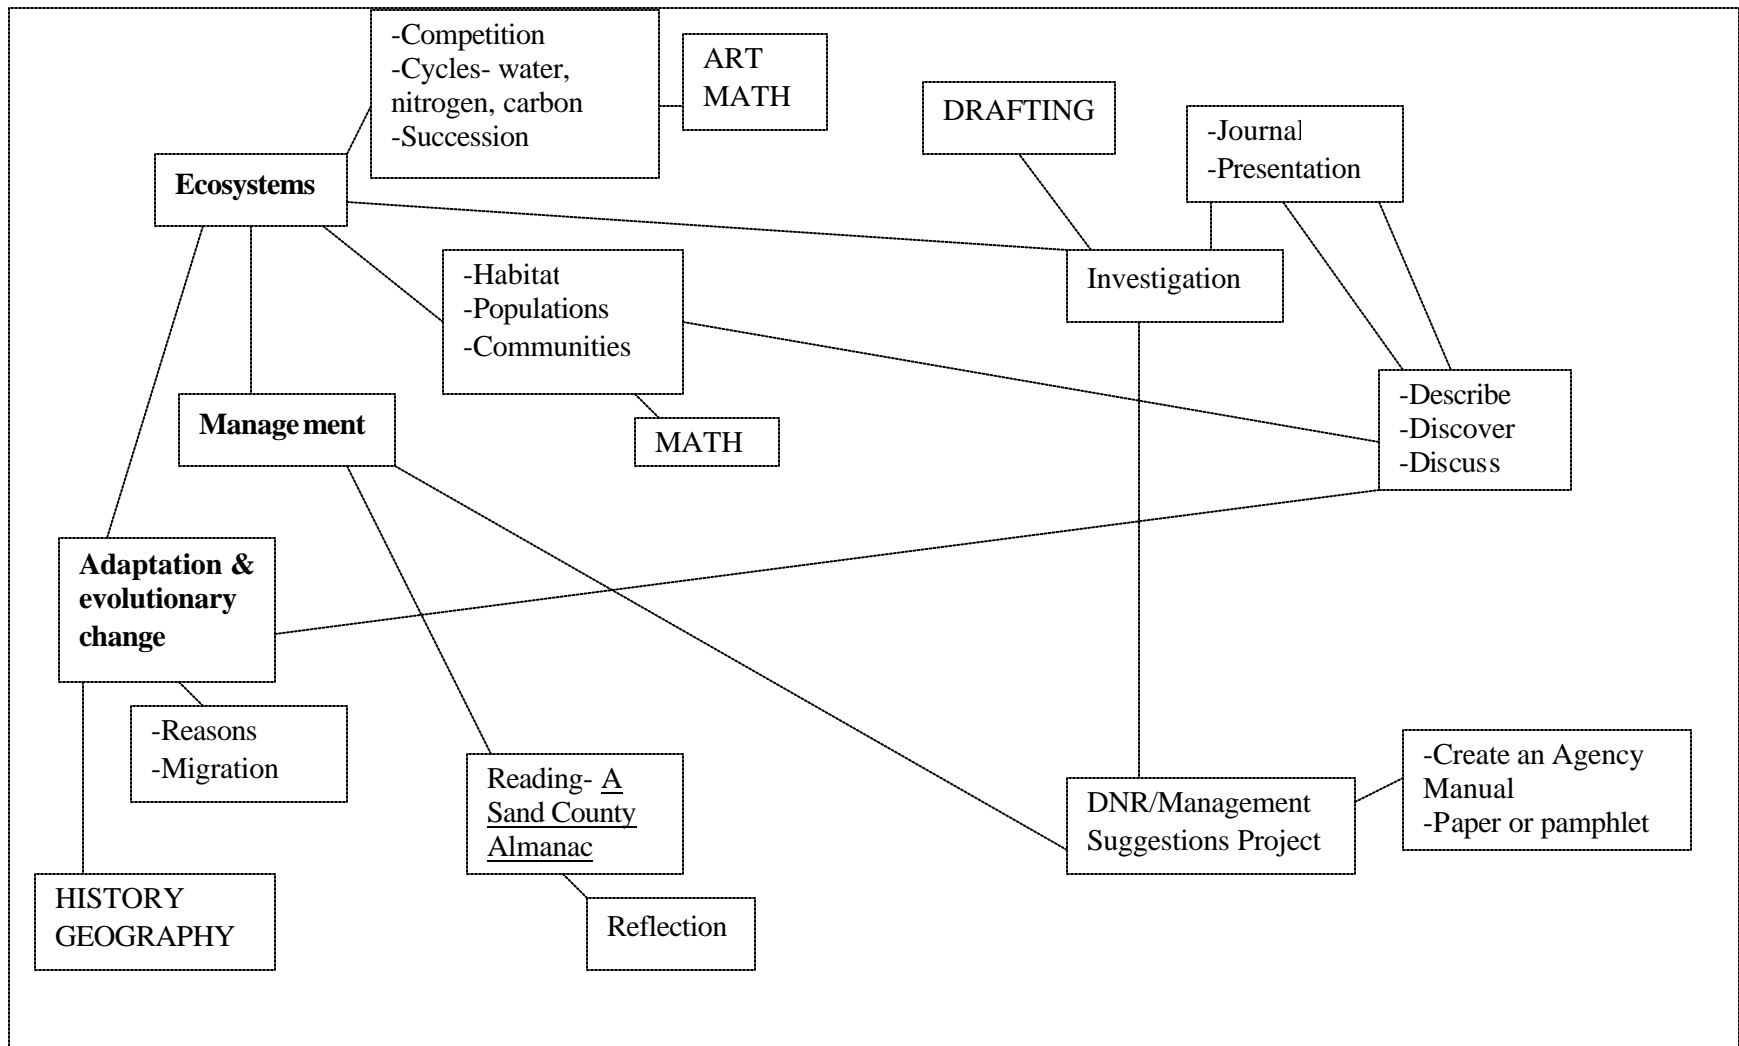 -Competition
-Cycles- water,
nitrogen, carbon
-Succession
ART
MATH
DRAFTING
-Journal
-Presentation
Ecosystems
-Habitat
-Populations
-Communities
Investigation
-Describe
-Discover
-Discuss
Management
MATH
Adaptation &
evolutionary
change
-Reasons
-Migration
Reading- A
Sand County
Almanac
DNR/Management
Suggestions Project
-Create an Agency
Manual
-Paper or pamphlet
HISTORY
GEOGRAPHY
Reflection